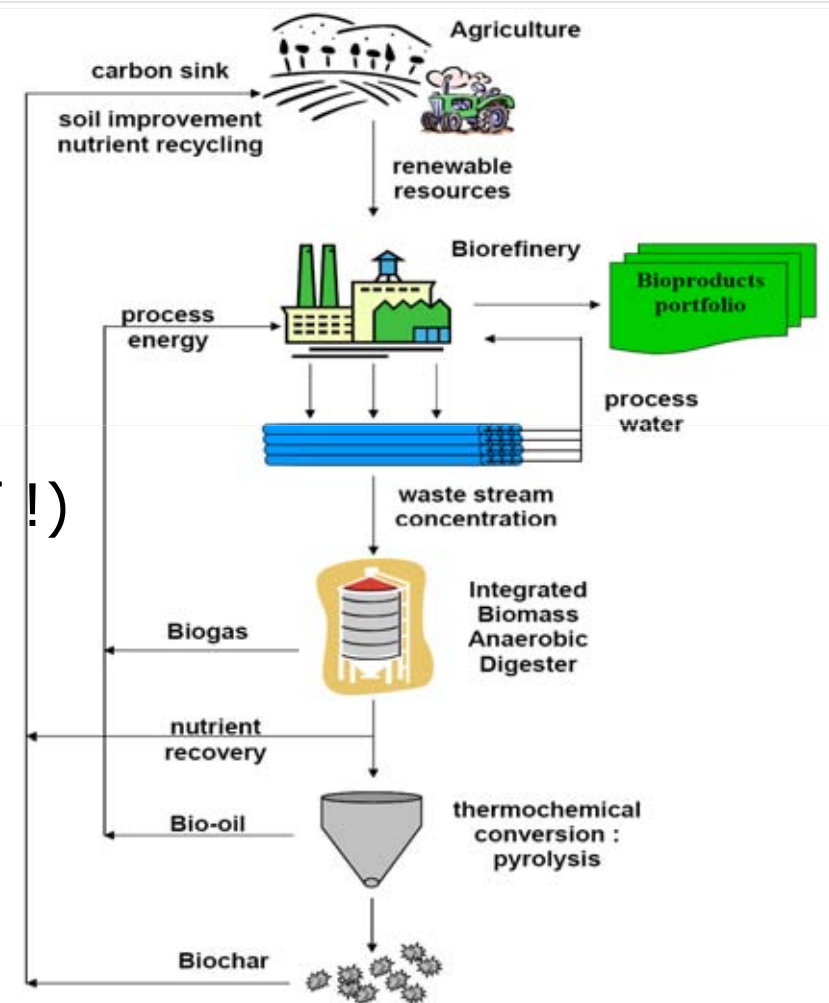 Agriculture
carbon sink
soil improvement
nutrient recycling
renewable
resources
Biorefinery
Bioproducts
portfolio
process
energy
process
water
!)
waste stream
concentration
Integrated
Biomass
Anaerobic
Digester
Biogas
nutrient
recovery
Bio-oil
thermochemical
conversion :
pyrolysis
Biochar